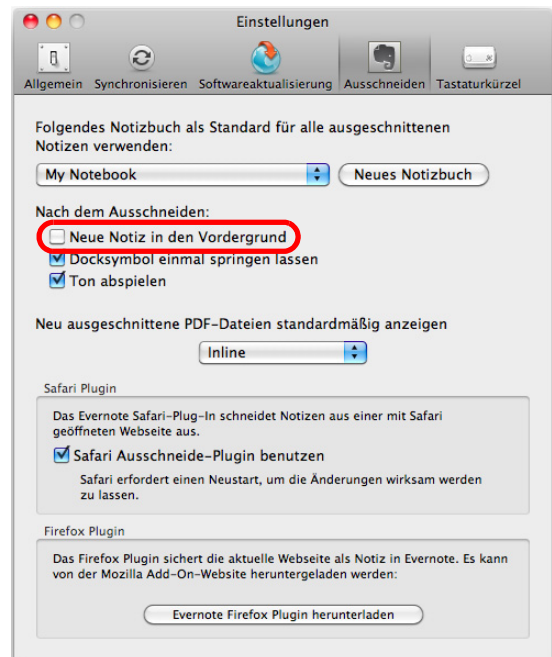 Einstellungen
Allgemein Synchronisieren Softwareaktualisierung Ausschneiden Tastaturkürzel
Folgendes Notizbuch als Standard für alle ausgeschnittenen
Notizen verwenden:
My Notebook Neues Notizbuch
Nach dem Ausschneiden:
Neue Notiz in den Vordergrund
Docksymbol einmal springen lassen
Ton abspielen
Neu ausgeschnittene PDF-Dateien standardmäßig anzeigen
Inline
Safari Plugin
Das Evernote Safari-Plug-In schneidet Notizen aus einer mit Safari
geöffneten Webseite aus.
Safari Ausschneide-Plugin benutzen
Safari erfordert einen Neustart, um die Änderungen wirksam werden
zu lassen.
Firefox Plugin
Das Firefox Plugin sichert die aktuelle Webseite als Notiz in Evernote. Es kann
von der Mozilla Add-On-Website heruntergeladen werden:
Evernote Firefox Plugin herunterladen